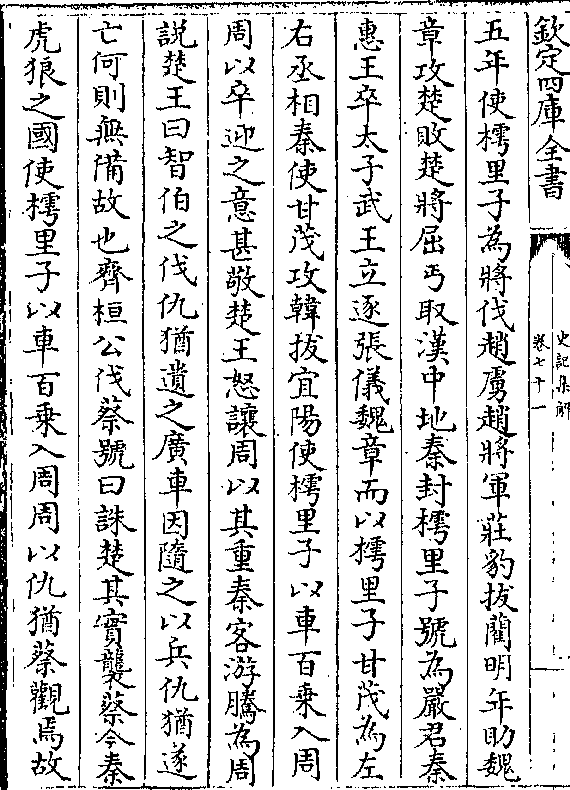 欽定四庫全書
史記集解
卷七十一
五年使樗里子為將伐趙虜趙將軍莊豹拔藺明年助魏
章攻楚敗楚將屈丐取漢中地秦封樗里子號為嚴君秦
惠王卒太子武王立逐張儀魏章而以樗里子甘茂為左
右丞相秦使甘茂攻韓拔宜陽使樗里子以車百乗入周
周以卒迎之意甚敬楚王怒讓周以其重秦客游騰為周
說楚王曰智伯之伐仇猶遺之廣車因隨之以兵仇猶遂
亡何則無備故也齊桓公伐蔡號曰誅楚其實襲蔡今秦
虎狼之國使樗里子以車百乗入周周以仇猶蔡觀焉故